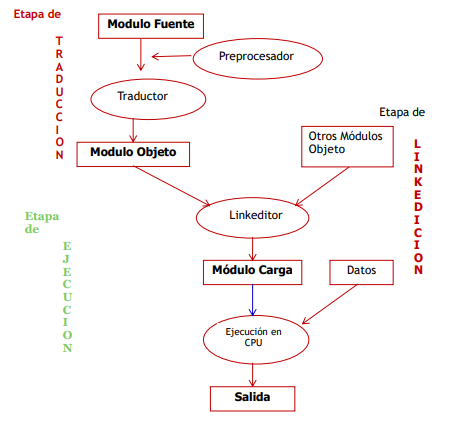 Etapa de
TRADUCCION
Modulo Fuente
Preprocesador
Traductor
Modulo Objeto
Etapa de
LINKEDICION
Otros Módulos
Objeto
Linkeditor
Etapa
de
EJECUCION
Módulo Carga
Datos
Ejecución en
CPU
Salida